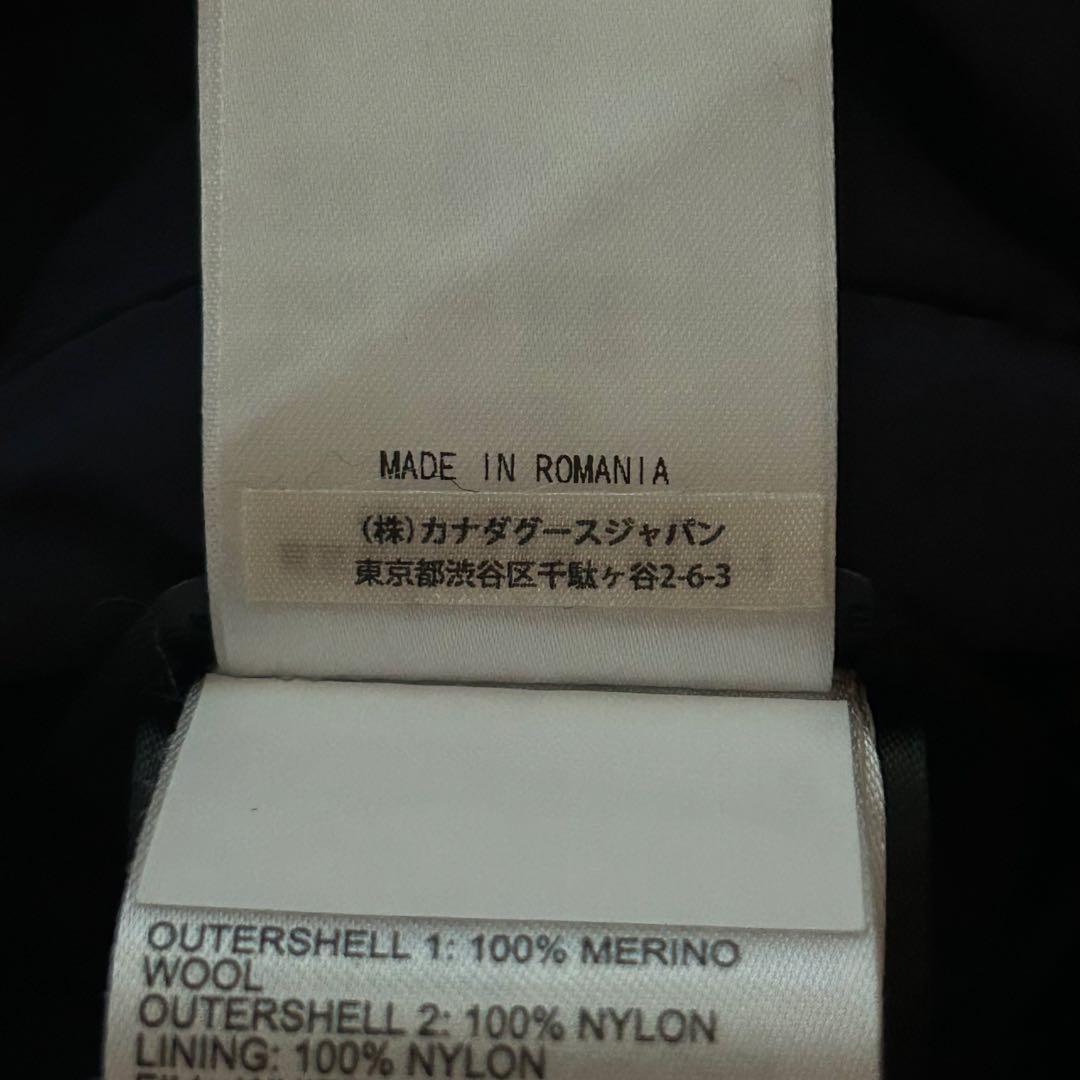 MADE IN ROMANIA
(株)カナダグースジャパン
東京都渋谷区千駄ヶ谷2-6-3
OUTERSHELL 1: 100% MERINO
WOOL
OUTERSHELL 2: 100% NYLON
LINING: 100% NYLON